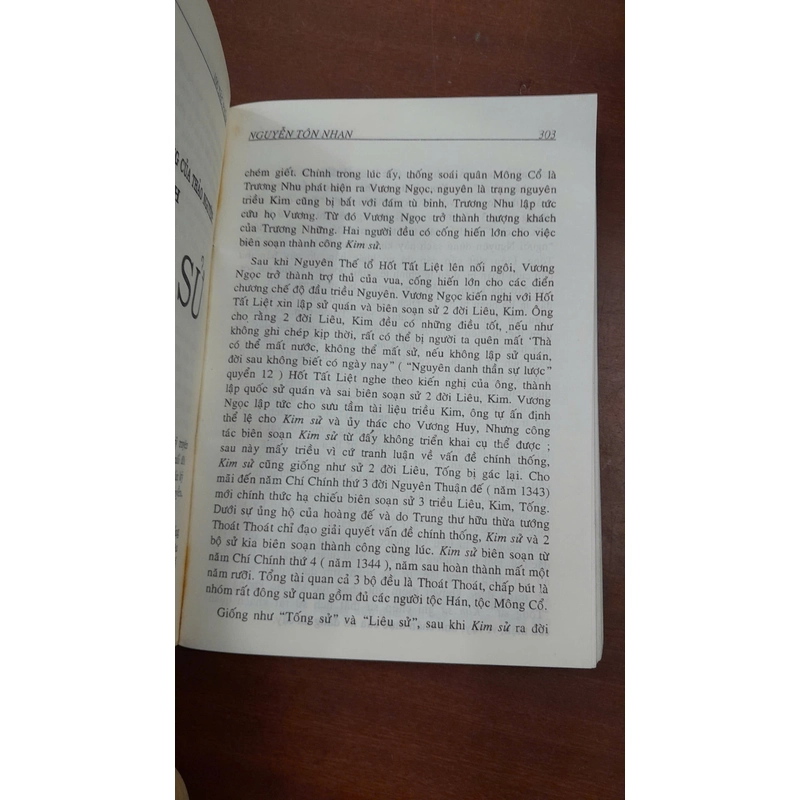 NG CỦA THẢO NGUYÊN
H
SỬ
NGUYỄN TÔN NHAN 303
chém giết. Chính trong lúc ấy, thống soái quân Mông Cổ là
Trương Nhu phát hiện ra Vương Ngọc, nguyên là trạng nguyên
triều Kim cũng bị bắt với đám tù binh, Trương Nhu lập tức
cứu họ Vương. Từ đó Vương Ngọc trở thành thượng khách
của Trương Những. Hai người đều có cống hiến lớn cho việc
biên soạn thành công Kim sử.
Sau khi Nguyên Thế tổ Hốt Tất Liệt lên nối ngôi, Vương
Ngọc trở thành trợ thủ của vua, cống hiến lớn cho các điển
chương chế độ đầu triều Nguyên. Vương Ngọc kiến nghị với Hốt
Tất Liệt xin lập sử quán và biên soạn sử 2 đời Liêu, Kim. Ông
cho rằng 2 đời Liêu, Kim đều có những điều tốt, nếu như
không ghi chép kịp thời, rất có thể bị người ta quên mất "Thà
có thể mất nước, không thể mất sử, nếu không lập sử quán,
đời sau không biết có ngày nay" ( "Nguyên danh thần sự lược"
quyển 12 ) Hốt Tất Liệt nghe theo kiến nghị của ông, thành
lập quốc sử quán và sai biên soạn sử 2 đời Liêu, Kim. Vương
Ngọc lập tức cho sưu tầm tài liệu triều Kim, ông tự ấn định
thể lệ cho Kim sử và ủy thác cho Vương Huy, Nhưng công
tác biên soạn Kim sử từ đấy không triển khai cụ thể được ;
sau này mấy triều vì cứ tranh luận về vấn đề chính thống,
Kim sử cũng giống như sử 2 đời Liêu, Tống bị gác lại. Cho
mãi đến năm Chí Chính thứ 3 đời Nguyên Thuận đế ( năm 1343)
mới chính thức hạ chiếu biên soạn sử 3 triều Liêu, Kim, Tống.
Dưới sự ủng hộ của hoàng đế và do Trung thư hữu thừa tướng
Thoát Thoát chỉ đạo giải quyết vấn đề chính thống, Kim sử và 2
bộ sử kia biên soạn thành công cùng lúc. Kim sử biên soạn từ
năm Chí Chính thứ 4 ( năm 1344 ), năm sau hoàn thành mất một
năm rưỡi. Tổng tài quan cả 3 bộ đều là Thoát Thoát, chấp bút là
nhóm rất đông sử quan gồm đủ các người tộc Hán, tộc Mông Cổ.
Giống như "Tống sử" và "Liêu sử", sau khi Kim sử ra đời